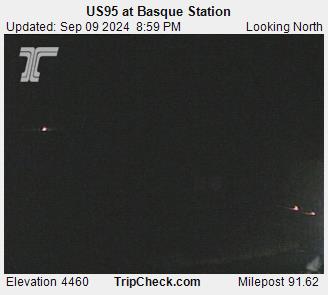 US95 at Basque Station
Updated: Sep 09 2024 8:59 PM Looking North
Elevation 4460 TripCheck.com Milepost 91.62